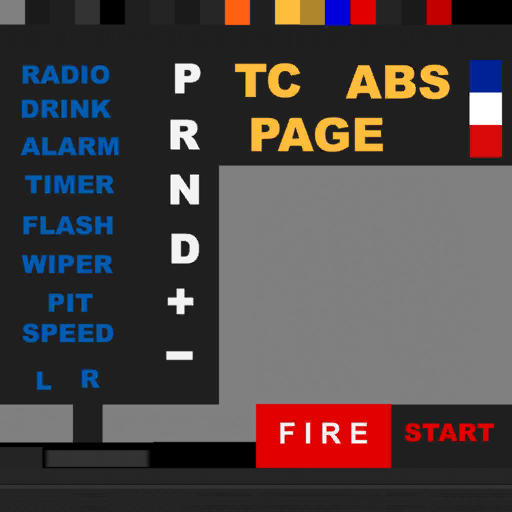 RADIO
DRINK
ALARM
TIMER
FLASH
WIPER
PIT
SPEED
L R
P
R
N
D
+
−
TC ABS
PAGE
FIRE
START